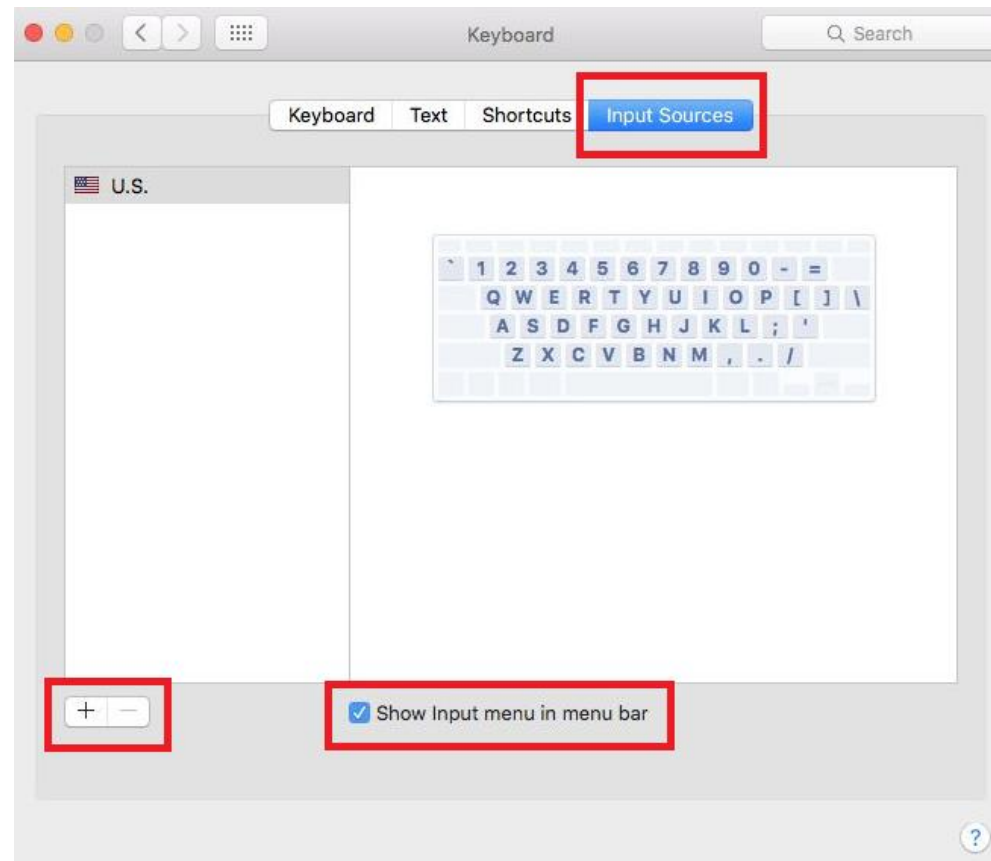 Keyboard
Search
Keyboard Text Shortcuts Input Sources
U.S.
` 1 2 3 4 5 6 7 8 9 0 - =
Q W E R T Y U I O P [ ] \
A S D F G H J K L ; '
Z X C V B N M , . /
+ −
Show Input menu in menu bar
?